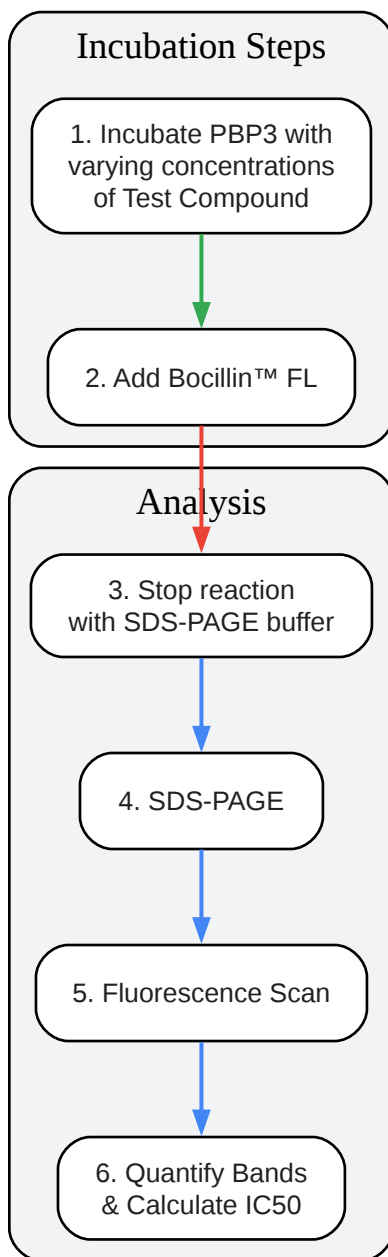 Incubation Steps
1. Incubate PBP3 with
varying concentrations
of Test Compound
2. Add Bocillin™ FL
Analysis
3. Stop reaction
with SDS-PAGE buffer
4. SDS-PAGE
5. Fluorescence Scan
6. Quantify Bands
& Calculate IC50